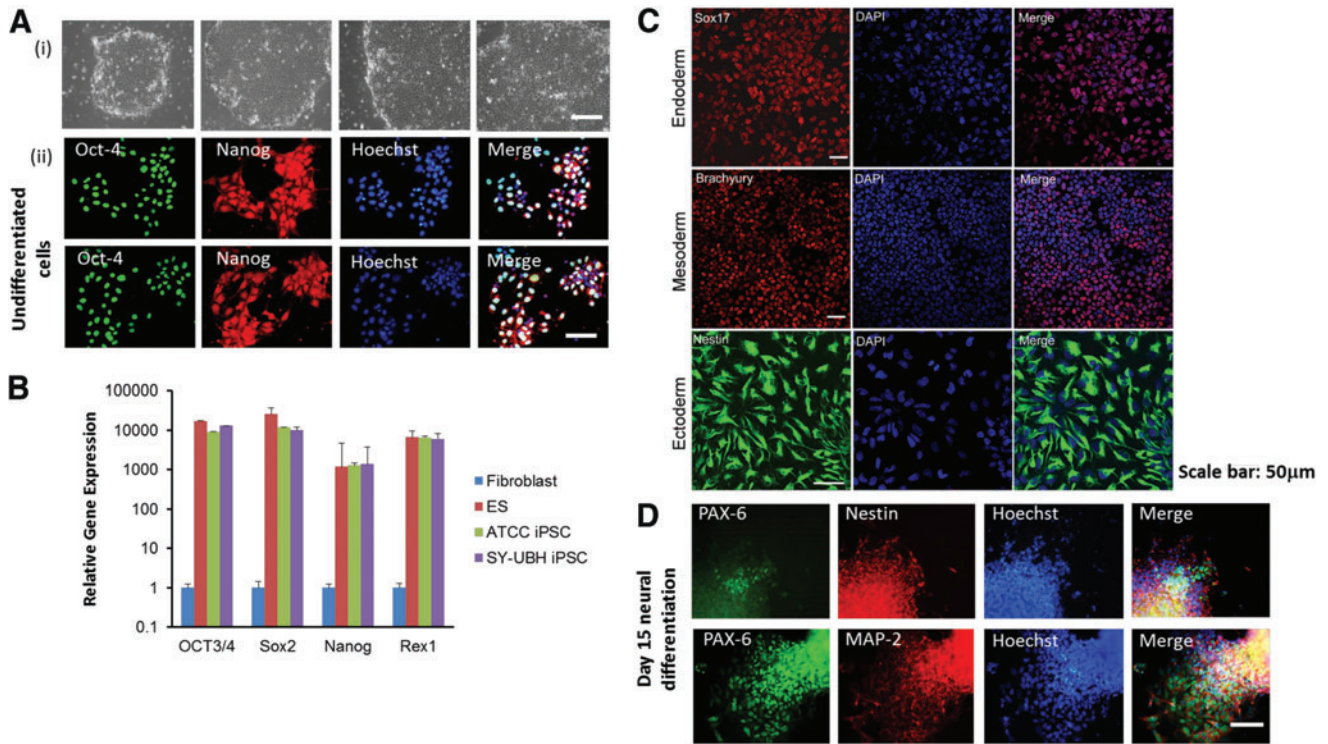 A
(i)
(ii)
Undifferentiated
cells
Oct-4 Nanog Hoechst Merge
Oct-4 Nanog Hoechst Merge
B
Relative Gene Expression
100000
10000
1000
100
10
1
0.1
OCT3/4 Sox2 Nanog Rex1
Fibroblast
ES
ATCC iPSC
SY-UBH iPSC
C
Endoderm
Sox17 DAPI Merge
Mesoderm
Brachyury DAPI Merge
Ectoderm
Nestin DAPI Merge
Scale bar: 50μm
D
Day 15 neural
differentiation
PAX-6 Nestin Hoechst Merge
PAX-6 MAP-2 Hoechst Merge